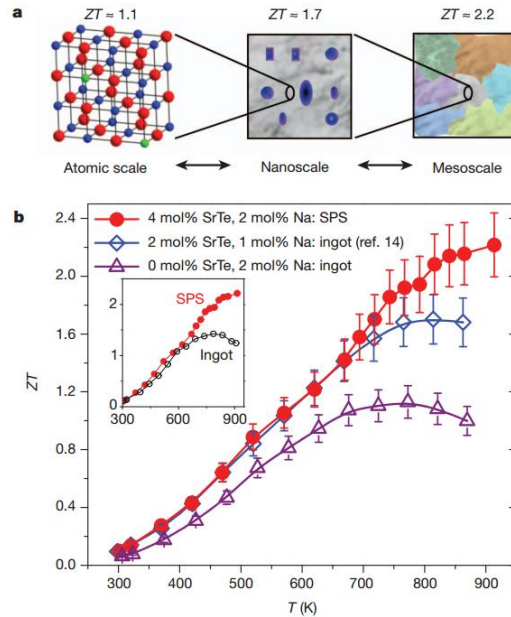 a
ZT ≈ 1.1 ZT ≈ 1.7 ZT ≈ 2.2
Atomic scale Nanoscale Mesoscale
b
2.4
2.0
1.6
1.2
0.8
0.4
0.0
ZT
4 mol% SrTe, 2 mol% Na: SPS
2 mol% SrTe, 1 mol% Na: ingot (ref. 14)
0 mol% SrTe, 2 mol% Na: ingot
2
1
0
SPS
Ingot
300 600 900
300 400 500 600 700 800 900
T (K)